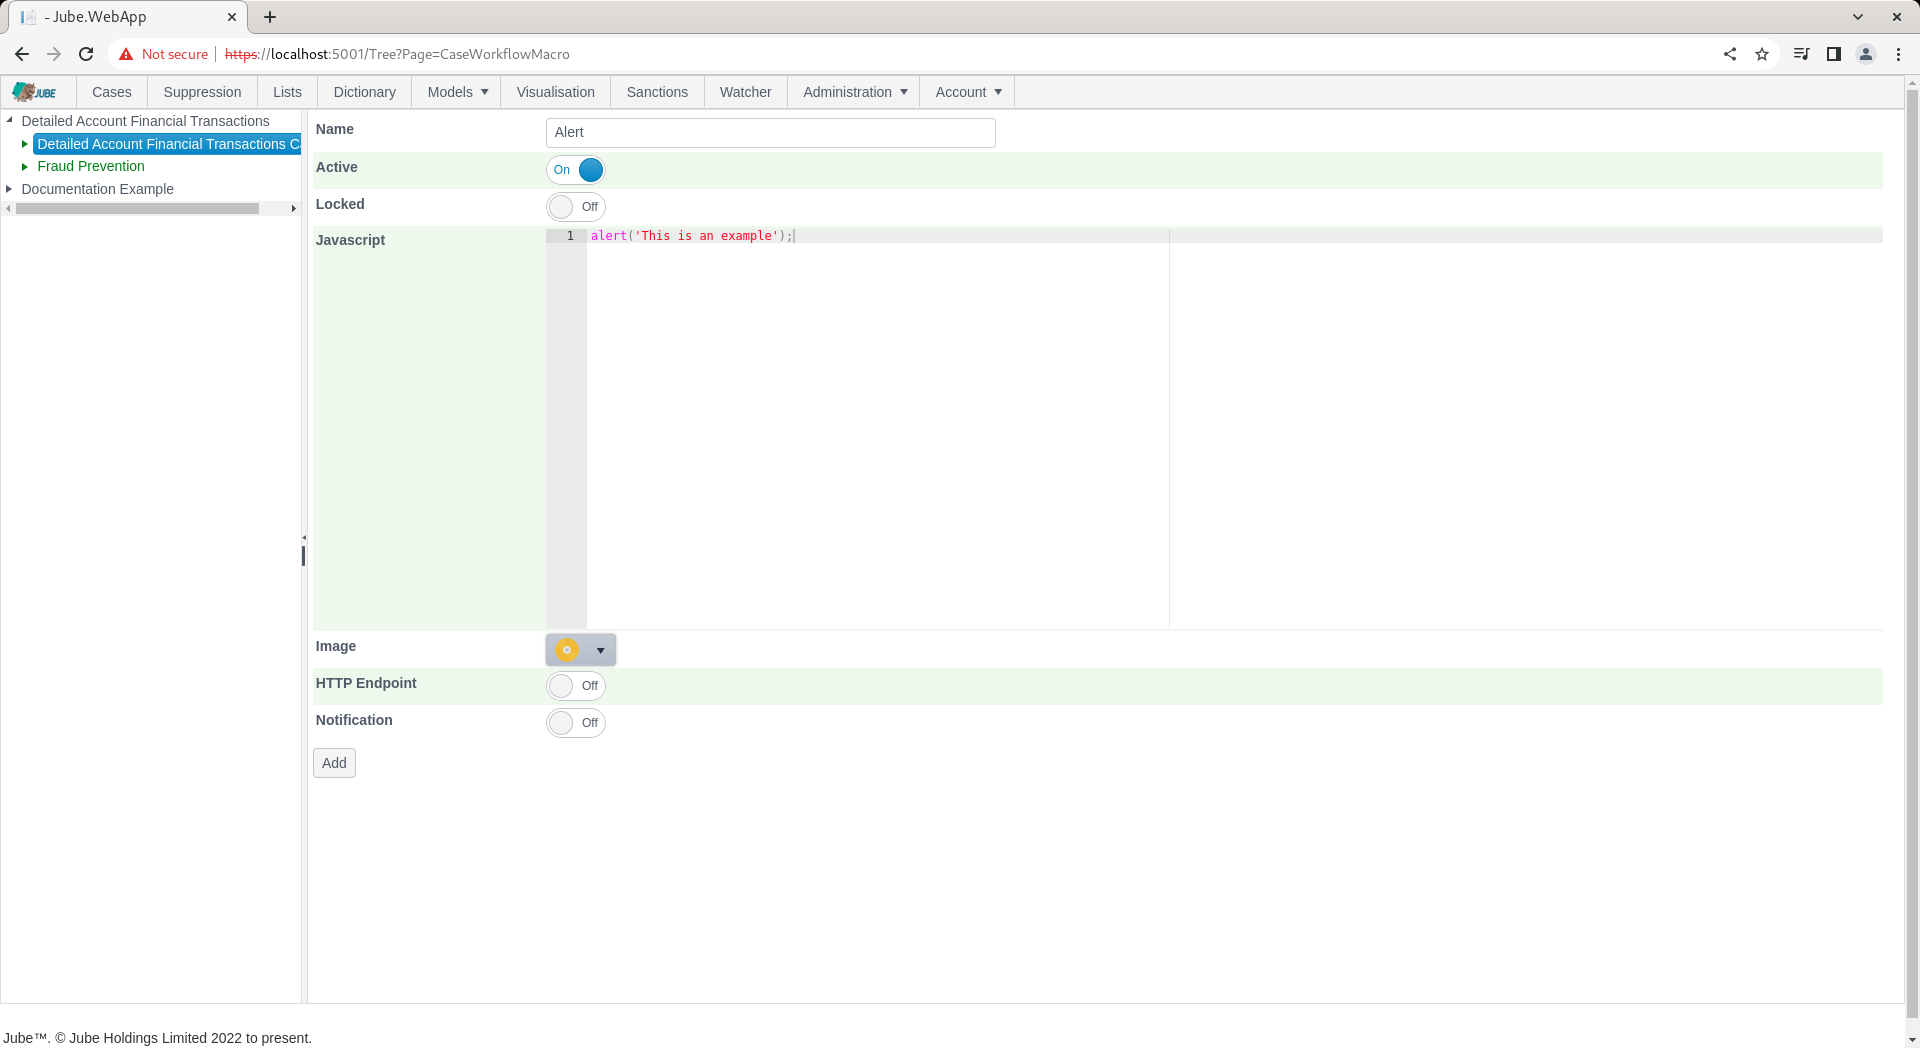 - Jube.WebApp
Not secure https://localhost:5001/Tree?Page=CaseWorkflowMacro
JUBE Cases Suppression Lists Dictionary Models Visualisation Sanctions Watcher Administration Account
Detailed Account Financial Transactions
Detailed Account Financial Transactions C
Fraud Prevention
Documentation Example
Name Alert
Active On
Locked Off
Javascript 1 alert('This is an example');
Image
HTTP Endpoint Off
Notification Off
Add
Jube™. © Jube Holdings Limited 2022 to present.